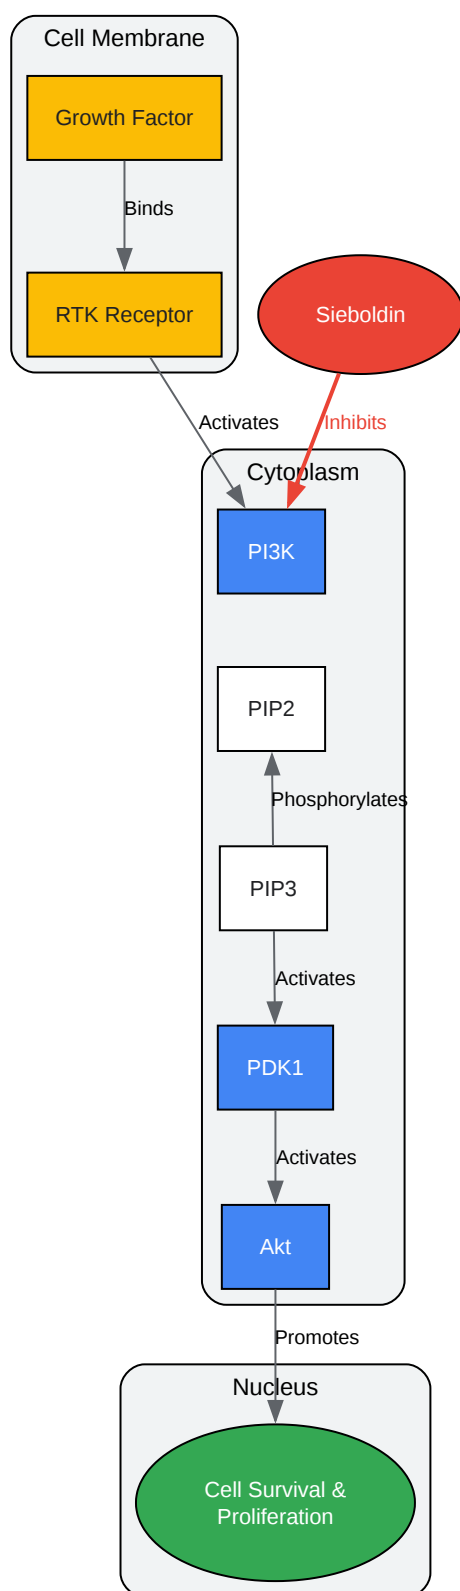 Cell Membrane
Growth Factor
Binds
RTK Receptor
Sieboldin
Activates
Inhibits
Cytoplasm
PI3K
PIP2
Phosphorylates
PIP3
Activates
PDK1
Activates
Akt
Promotes
Nucleus
Cell Survival &
Proliferation